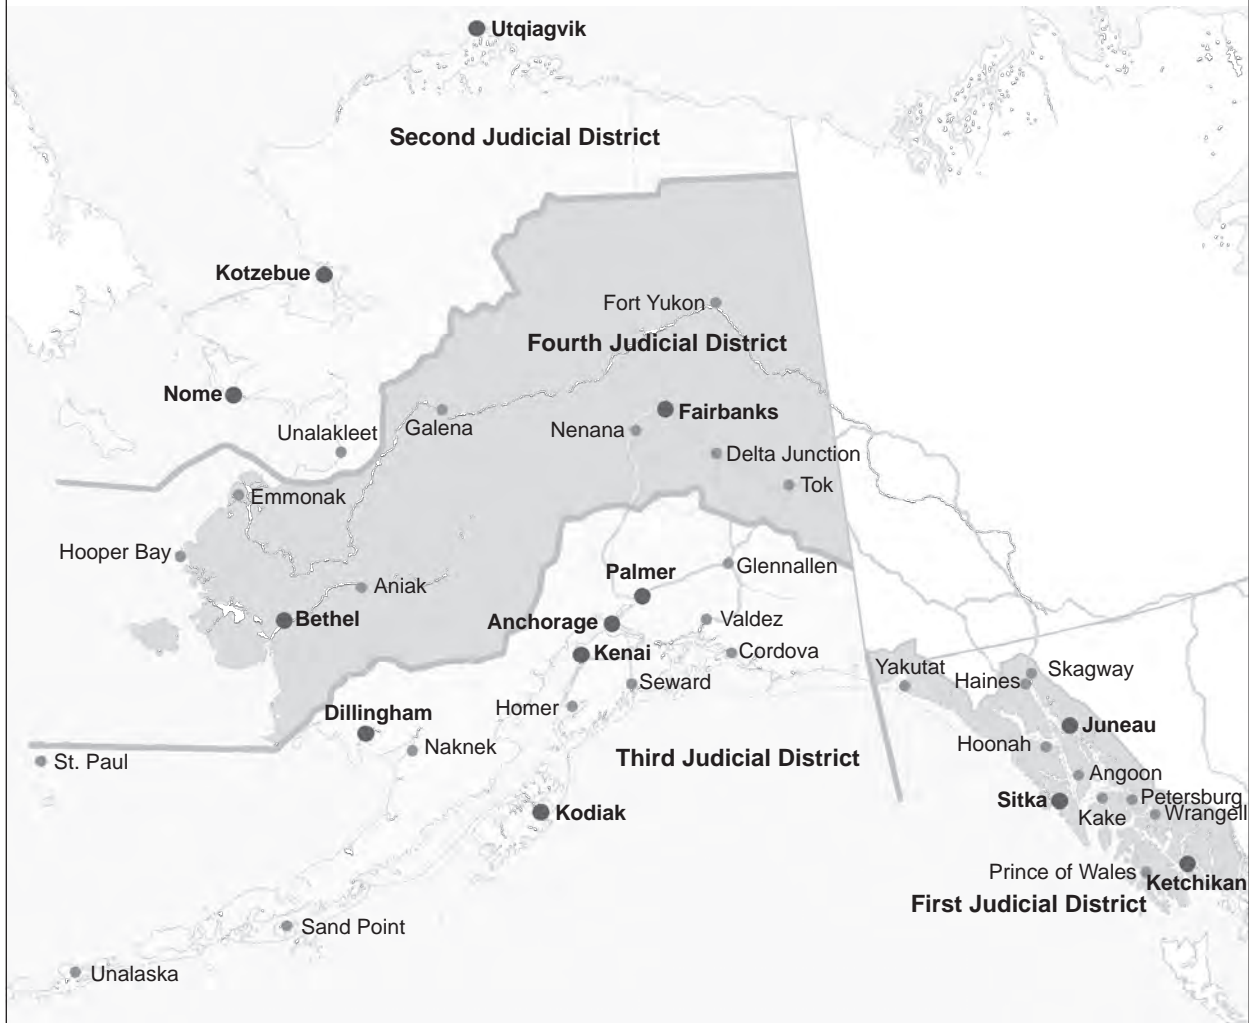 Utqiagvik
Second Judicial District
Kotzebue
Fort Yukon
Fourth Judicial District
Nome
Fairbanks
Unalakleet
Galena
Nenana
Delta Junction
Tok
Emmonak
Hooper Bay
Aniak
Palmer
Glennallen
Bethel
Anchorage
Valdez
Kenai
Cordova
Yakutat
Skagway
Haines
Seward
Homer
Dillingham
Juneau
Naknek
Hoonah
St. Paul
Third Judicial District
Angoon
Sitka
Petersburg
Kodiak
Kake
Wrangell
Prince of Wales
Ketchikan
First Judicial District
Sand Point
Unalaska